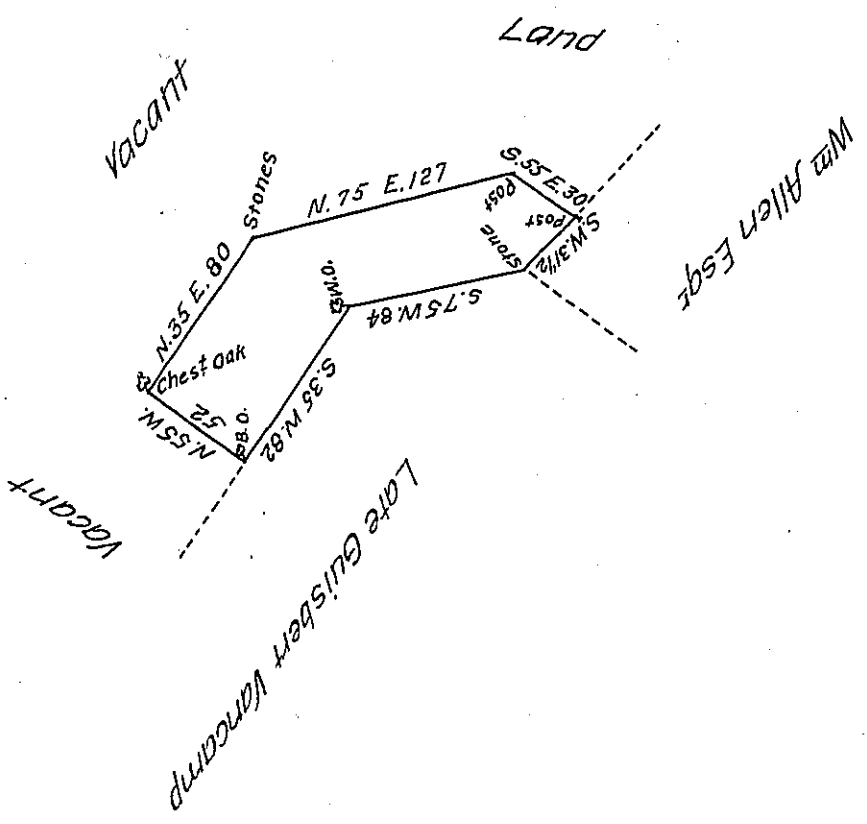 Land
Vacant
Wm Allen Esqr
Stones
N. 75 E. 127
S. 55 E. 30
Post
Post
S.W. 31½
Stone
S. 75 W. 84
W.O.
N. 35 E. 80
Chest. Oak
N. 55 W.
52
B.O.
S. 35 W. 82
Vacant
Late Guisbert Vancamp